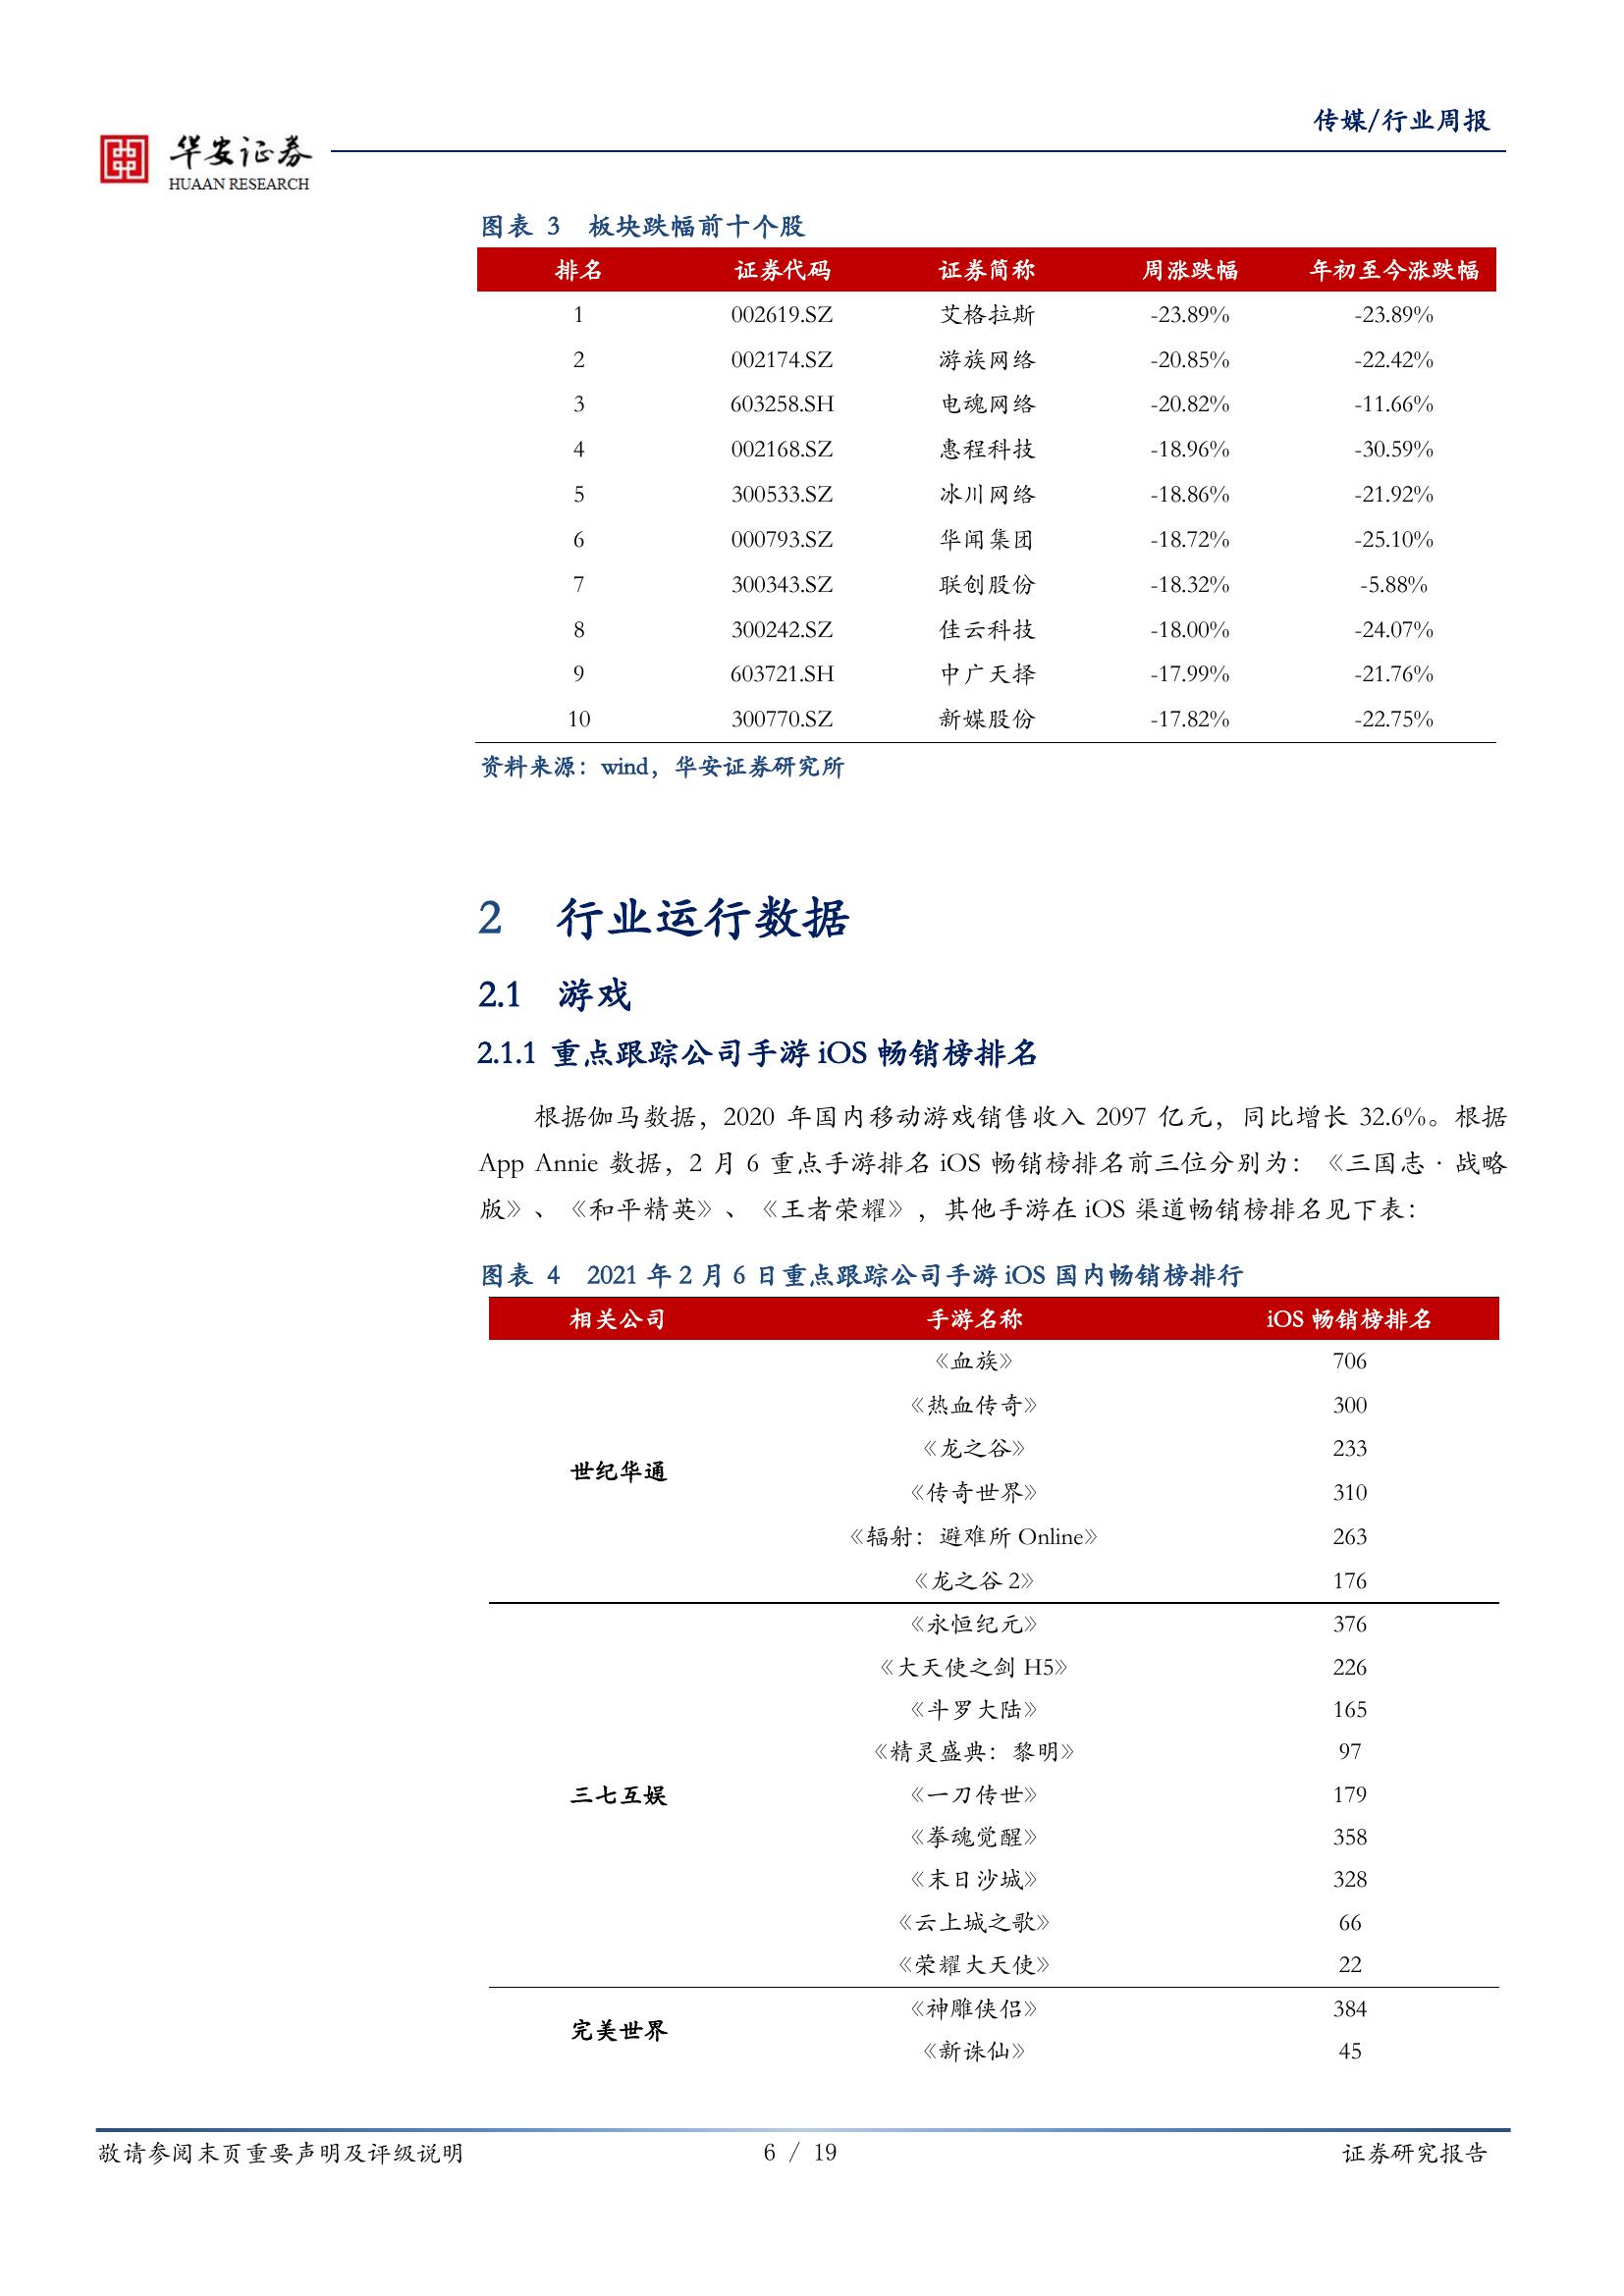 传媒/行业周报
华安证券
HUAAN RESEARCH
图表 3 板块跌幅前十个股
排名 证券代码 证券简称 周涨跌幅 年初至今涨跌幅
1 002619.SZ 艾格拉斯 -23.89% -23.89%
2 002174.SZ 游族网络 -20.85% -22.42%
3 603258.SH 电魂网络 -20.82% -11.66%
4 002168.SZ 惠程科技 -18.96% -30.59%
5 300533.SZ 冰川网络 -18.86% -21.92%
6 000793.SZ 华闻集团 -18.72% -25.10%
7 300343.SZ 联创股份 -18.32% -5.88%
8 300242.SZ 佳云科技 -18.00% -24.07%
9 603721.SH 中广天择 -17.99% -21.76%
10 300770.SZ 新媒股份 -17.82% -22.75%
资料来源：wind，华安证券研究所
2 行业运行数据
2.1 游戏
2.1.1 重点跟踪公司手游 iOS 畅销榜排名
根据伽马数据，2020 年国内移动游戏销售收入 2097 亿元，同比增长 32.6%。根据
App Annie 数据，2 月 6 重点手游排名 iOS 畅销榜排名前三位分别为：《三国志·战略
版》、《和平精英》、《王者荣耀》，其他手游在 iOS 渠道畅销榜排名见下表：
图表 4 2021 年 2 月 6 日重点跟踪公司手游 iOS 国内畅销榜排行
相关公司 手游名称 iOS 畅销榜排名
《血族》 706
《热血传奇》 300
《龙之谷》 233
世纪华通
《传奇世界》 310
《辐射：避难所 Online》 263
《龙之谷 2》 176
《永恒纪元》 376
《大天使之剑 H5》 226
《斗罗大陆》 165
《精灵盛典：黎明》 97
三七互娱 《一刀传世》 179
《拳魂觉醒》 358
《末日沙城》 328
《云上城之歌》 66
《荣耀大天使》 22
《神雕侠侣》 384
完美世界
《新诛仙》 45
敬请参阅末页重要声明及评级说明 6 / 19 证券研究报告